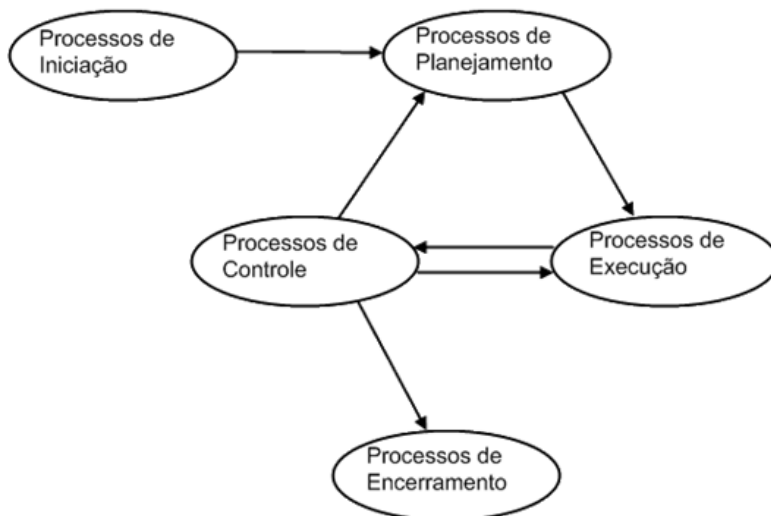 Processos de
Iniciação
Processos de
Planejamento
Processos de
Controle
Processos de
Execução
Processos de
Encerramento